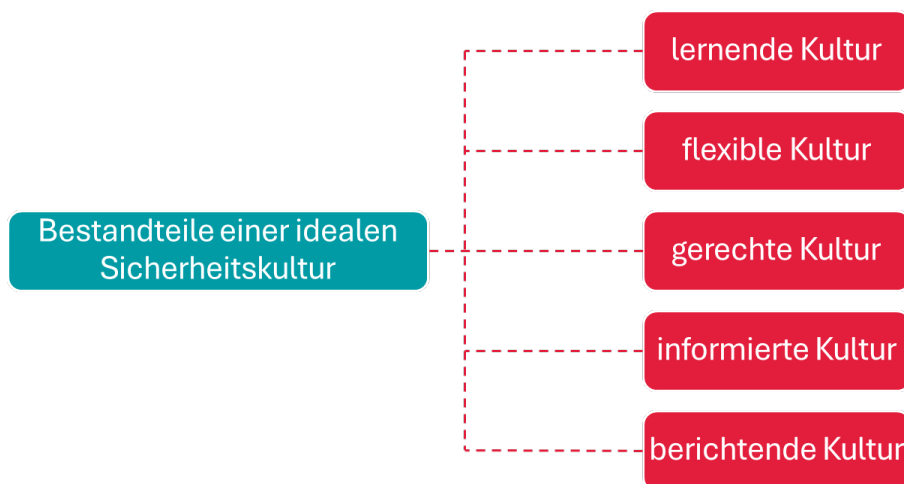 lernende Kultur
flexible Kultur
Bestandteile einer idealen
Sicherheitskultur
gerechte Kultur
informierte Kultur
berichtende Kultur